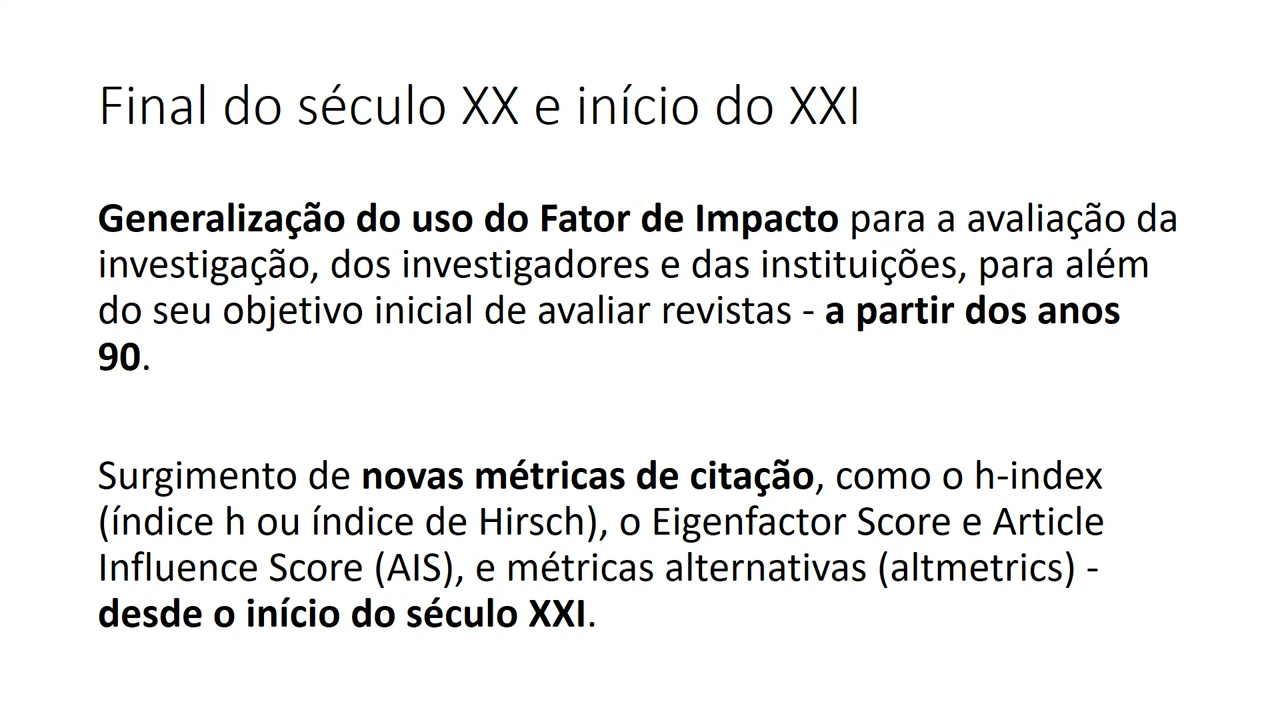 Final do século XX e início do XXI
Generalização do uso do Fator de Impacto para a avaliação da
investigação, dos investigadores e das instituições, para além
do seu objetivo inicial de avaliar revistas - a partir dos anos
90.
Surgimento de novas métricas de citação, como o h-index
(índice h ou índice de Hirsch), o Eigenfactor Score e Article
Influence Score (AIS), e métricas alternativas (altmetrics) -
desde o início do século XXI.